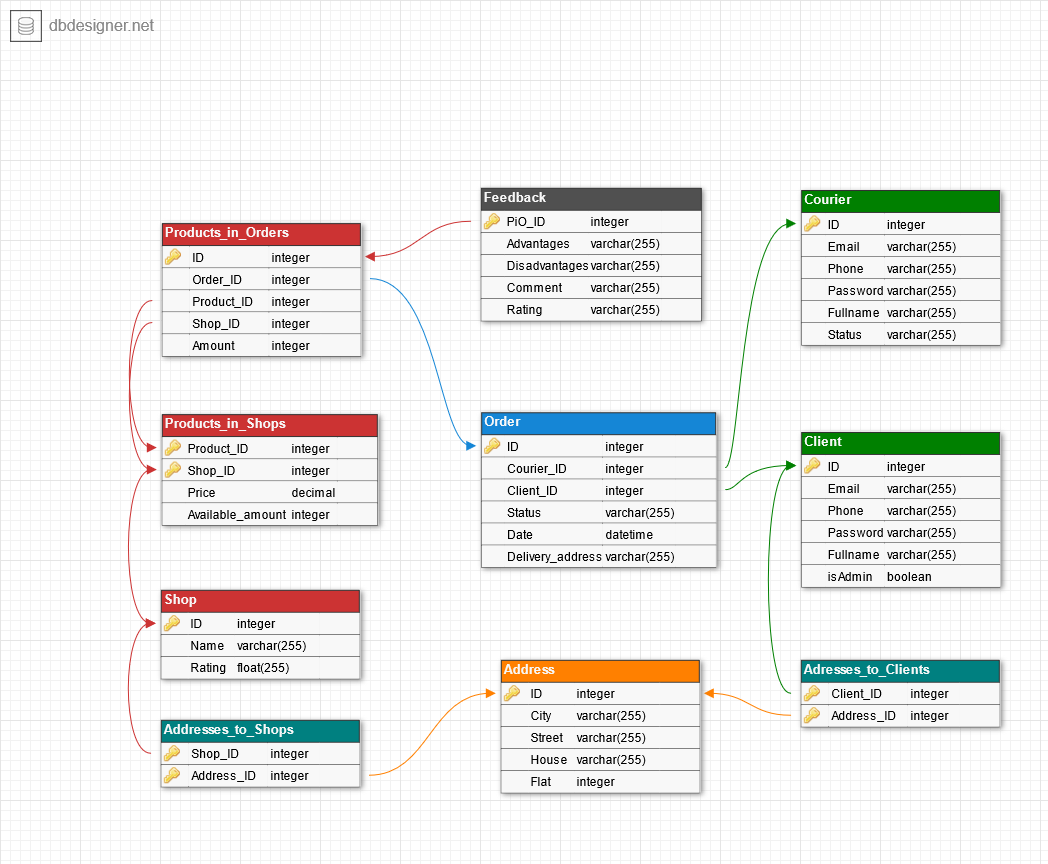 dbdesigner.net
Feedback
PiO_ID integer
Advantages varchar(255)
Disadvantages varchar(255)
Comment varchar(255)
Rating varchar(255)
Courier
ID integer
Email varchar(255)
Phone varchar(255)
Password varchar(255)
Fullname varchar(255)
Status varchar(255)
Products_in_Orders
ID integer
Order_ID integer
Product_ID integer
Shop_ID integer
Amount integer
Products_in_Shops
Product_ID integer
Shop_ID integer
Price decimal
Available_amount integer
Order
ID integer
Courier_ID integer
Client_ID integer
Status varchar(255)
Date datetime
Delivery_address varchar(255)
Client
ID integer
Email varchar(255)
Phone varchar(255)
Password varchar(255)
Fullname varchar(255)
isAdmin boolean
Shop
ID integer
Name varchar(255)
Rating float(255)
Addresses_to_Shops
Shop_ID integer
Address_ID integer
Address
ID integer
City varchar(255)
Street varchar(255)
House varchar(255)
Flat integer
Adresses_to_Clients
Client_ID integer
Address_ID integer